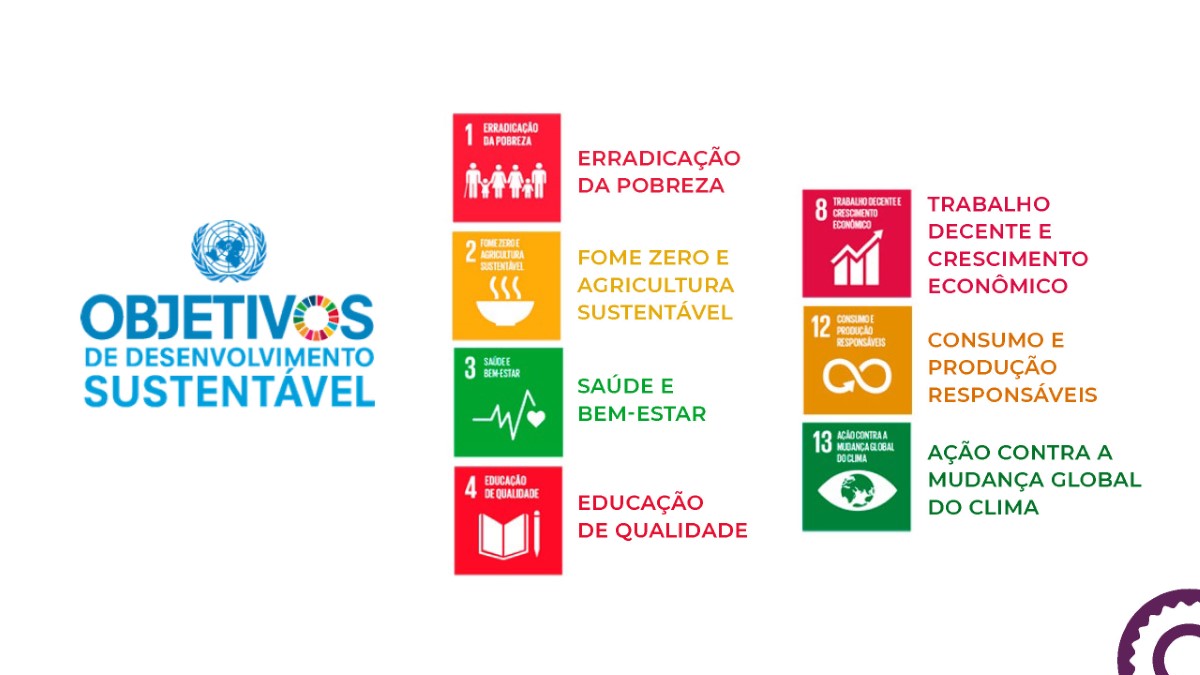 OBJETIVOS
DE DESENVOLVIMENTO
SUSTENTÁVEL
1 ERRADICAÇÃO
DA POBREZA
ERRADICAÇÃO
DA POBREZA
2 FOME ZERO E
AGRICULTURA
SUSTENTÁVEL
FOME ZERO E
AGRICULTURA
SUSTENTÁVEL
3 SAÚDE E
BEM-ESTAR
SAÚDE E
BEM-ESTAR
4 EDUCAÇÃO
DE QUALIDADE
EDUCAÇÃO
DE QUALIDADE
8 TRABALHO DECENTE E
CRESCIMENTO
ECONÔMICO
TRABALHO
DECENTE E
CRESCIMENTO
ECONÔMICO
12 CONSUMO E
PRODUÇÃO
RESPONSÁVEIS
CONSUMO E
PRODUÇÃO
RESPONSÁVEIS
13 AÇÃO CONTRA A
MUDANÇA GLOBAL
DO CLIMA
AÇÃO CONTRA A
MUDANÇA GLOBAL
DO CLIMA